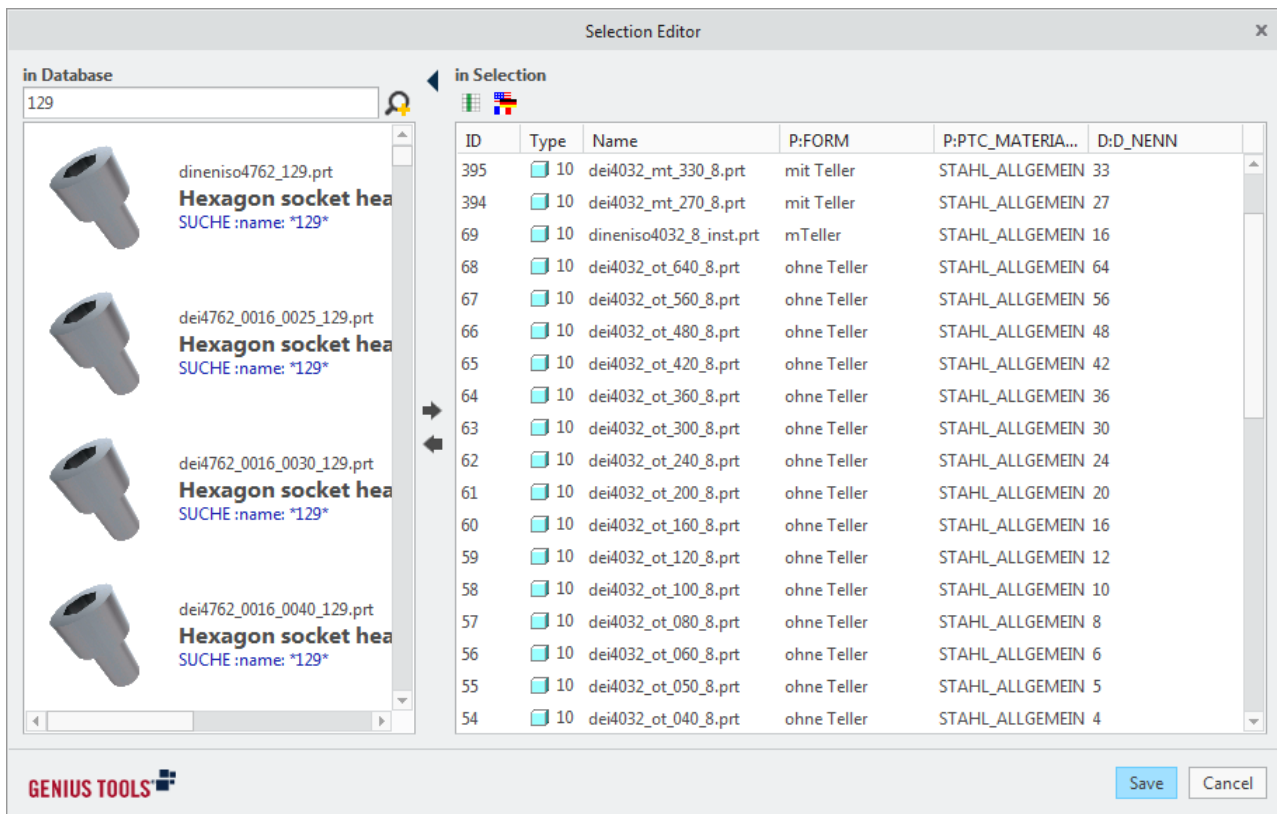 Selection Editor
x
in Database
129
dineniso4762_129.prt
Hexagon socket hea
SUCHE :name: *129*
dei4762_0016_0025_129.prt
Hexagon socket hea
SUCHE :name: *129*
dei4762_0016_0030_129.prt
Hexagon socket hea
SUCHE :name: *129*
dei4762_0016_0040_129.prt
Hexagon socket hea
SUCHE :name: *129*
in Selection
ID Type Name P:FORM P:PTC_MATERIA... D:D_NENN
395 10 dei4032_mt_330_8.prt mit Teller STAHL_ALLGEMEIN 33
394 10 dei4032_mt_270_8.prt mit Teller STAHL_ALLGEMEIN 27
69 10 dineniso4032_8_inst.prt mTeller STAHL_ALLGEMEIN 16
68 10 dei4032_ot_640_8.prt ohne Teller STAHL_ALLGEMEIN 64
67 10 dei4032_ot_560_8.prt ohne Teller STAHL_ALLGEMEIN 56
66 10 dei4032_ot_480_8.prt ohne Teller STAHL_ALLGEMEIN 48
65 10 dei4032_ot_420_8.prt ohne Teller STAHL_ALLGEMEIN 42
64 10 dei4032_ot_360_8.prt ohne Teller STAHL_ALLGEMEIN 36
63 10 dei4032_ot_300_8.prt ohne Teller STAHL_ALLGEMEIN 30
62 10 dei4032_ot_240_8.prt ohne Teller STAHL_ALLGEMEIN 24
61 10 dei4032_ot_200_8.prt ohne Teller STAHL_ALLGEMEIN 20
60 10 dei4032_ot_160_8.prt ohne Teller STAHL_ALLGEMEIN 16
59 10 dei4032_ot_120_8.prt ohne Teller STAHL_ALLGEMEIN 12
58 10 dei4032_ot_100_8.prt ohne Teller STAHL_ALLGEMEIN 10
57 10 dei4032_ot_080_8.prt ohne Teller STAHL_ALLGEMEIN 8
56 10 dei4032_ot_060_8.prt ohne Teller STAHL_ALLGEMEIN 6
55 10 dei4032_ot_050_8.prt ohne Teller STAHL_ALLGEMEIN 5
54 10 dei4032_ot_040_8.prt ohne Teller STAHL_ALLGEMEIN 4
GENIUS TOOLS
Save Cancel